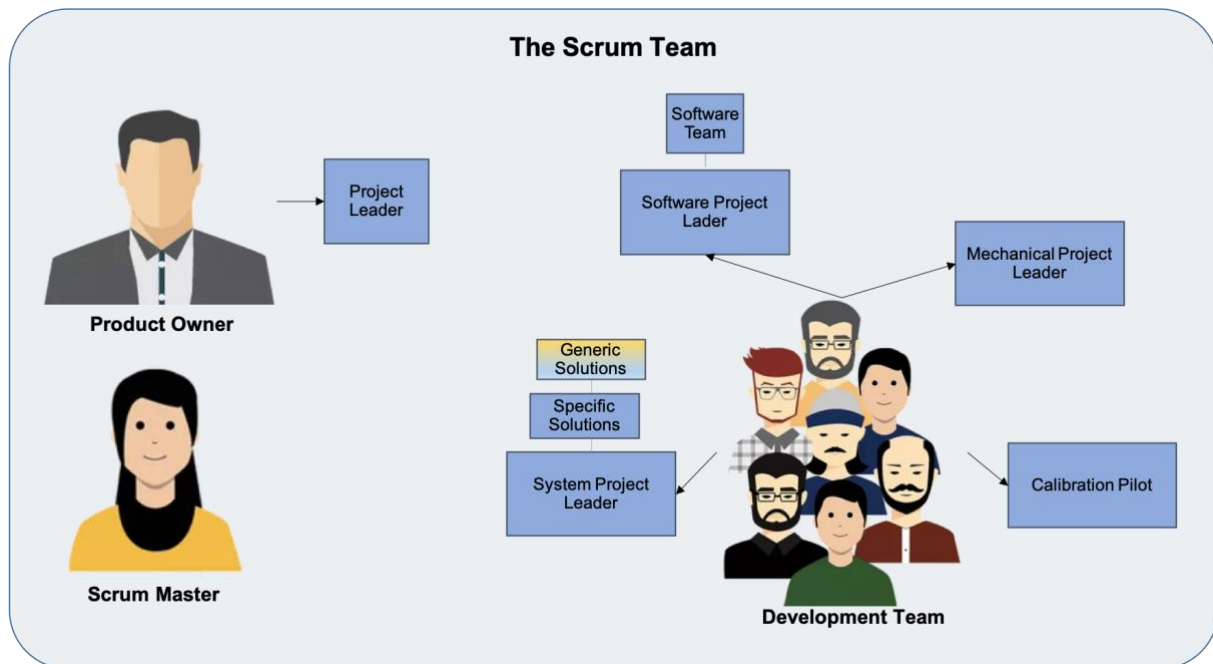 The Scrum Team
Software
Team
Project
Leader
Software Project
Lader
Mechanical Project
Leader
Product Owner
Generic
Solutions
Specific
Solutions
System Project
Leader
Calibration Pilot
Scrum Master
Development Team